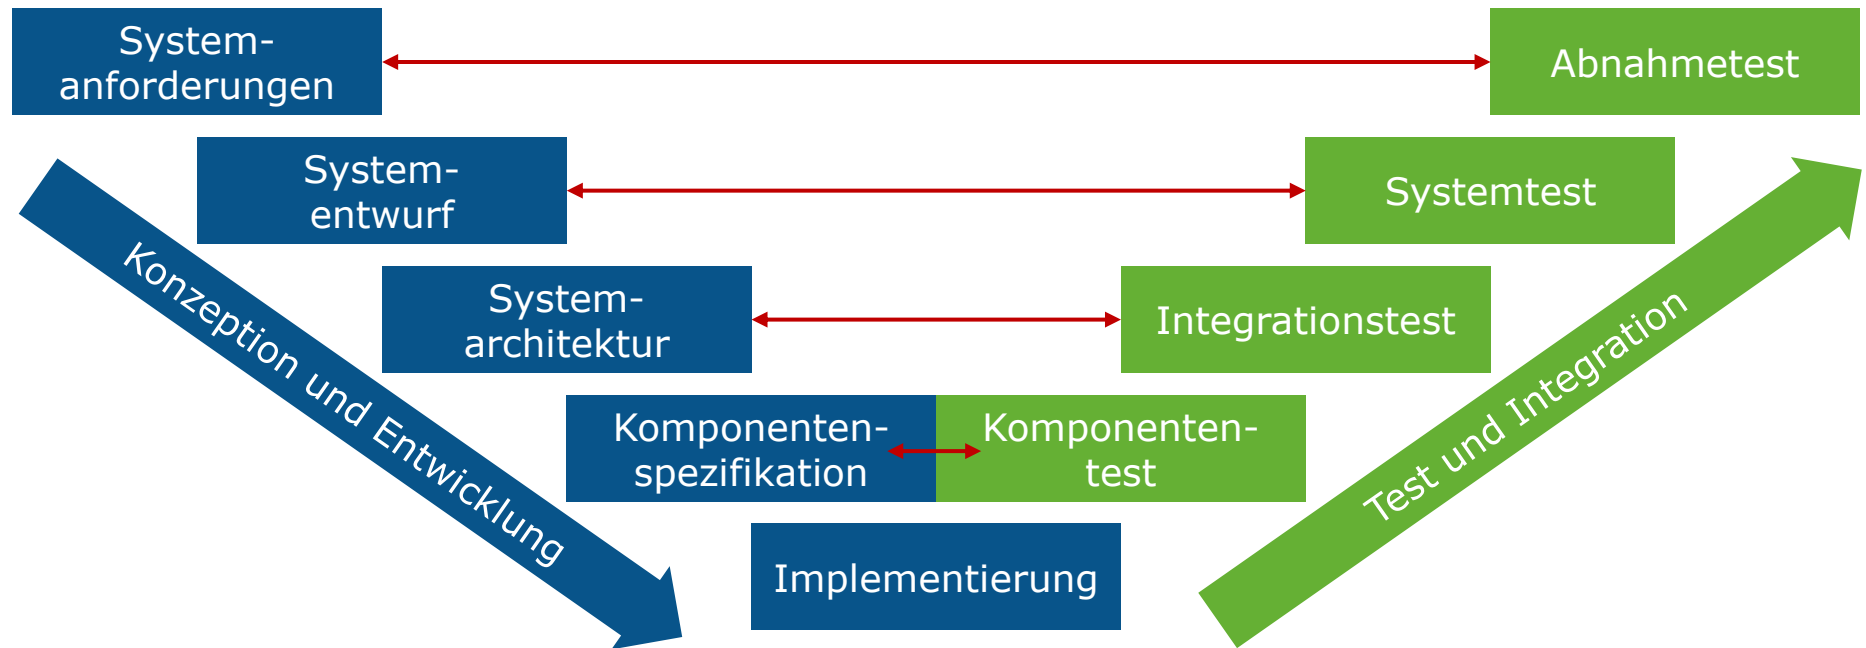 System-
anforderungen
Abnahmetest
System-
entwurf
Systemtest
System-
architektur
Integrationstest
Komponenten-
spezifikation
Komponenten-
test
Implementierung
Konzeption und Entwicklung
Test und Integration